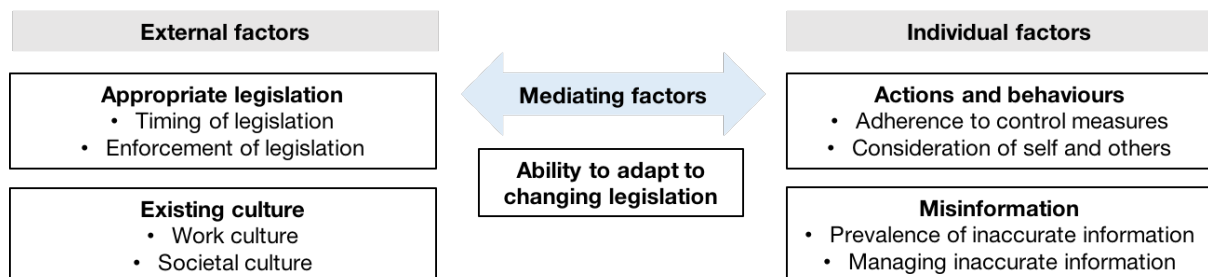 External factors
Appropriate legislation
• Timing of legislation
• Enforcement of legislation
Existing culture
• Work culture
• Societal culture
Mediating factors
Ability to adapt to
changing legislation
Individual factors
Actions and behaviours
• Adherence to control measures
• Consideration of self and others
Misinformation
• Prevalence of inaccurate information
• Managing inaccurate information